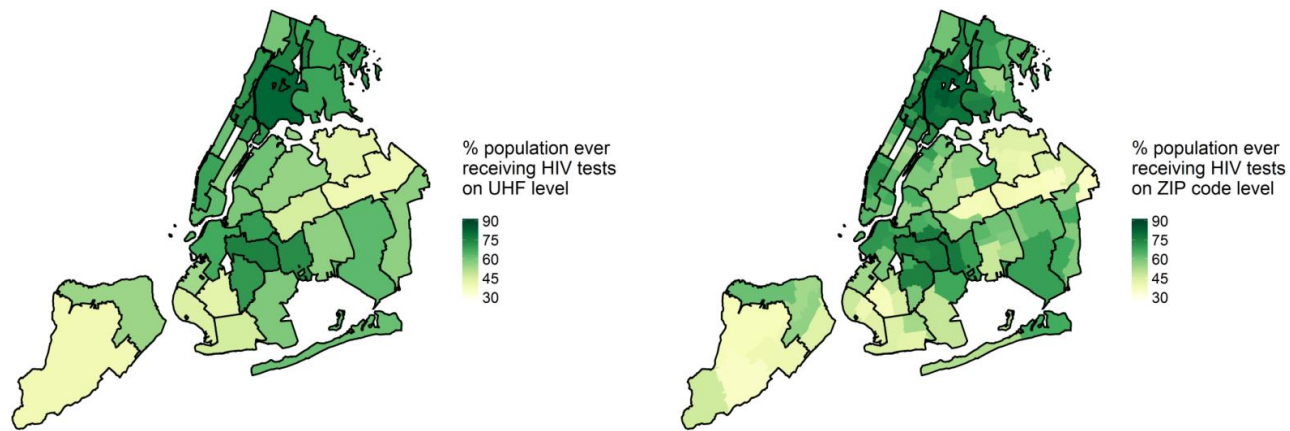 % population ever
receiving HIV tests
on UHF level
90
75
60
45
30
% population ever
receiving HIV tests
on ZIP code level
90
75
60
45
30